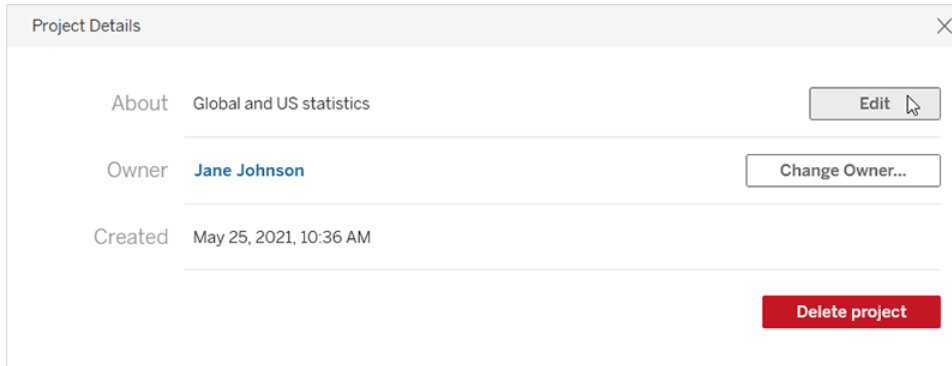 Project Details
About Global and US statistics Edit
Owner Jane Johnson Change Owner...
Created May 25, 2021, 10:36 AM
Delete project